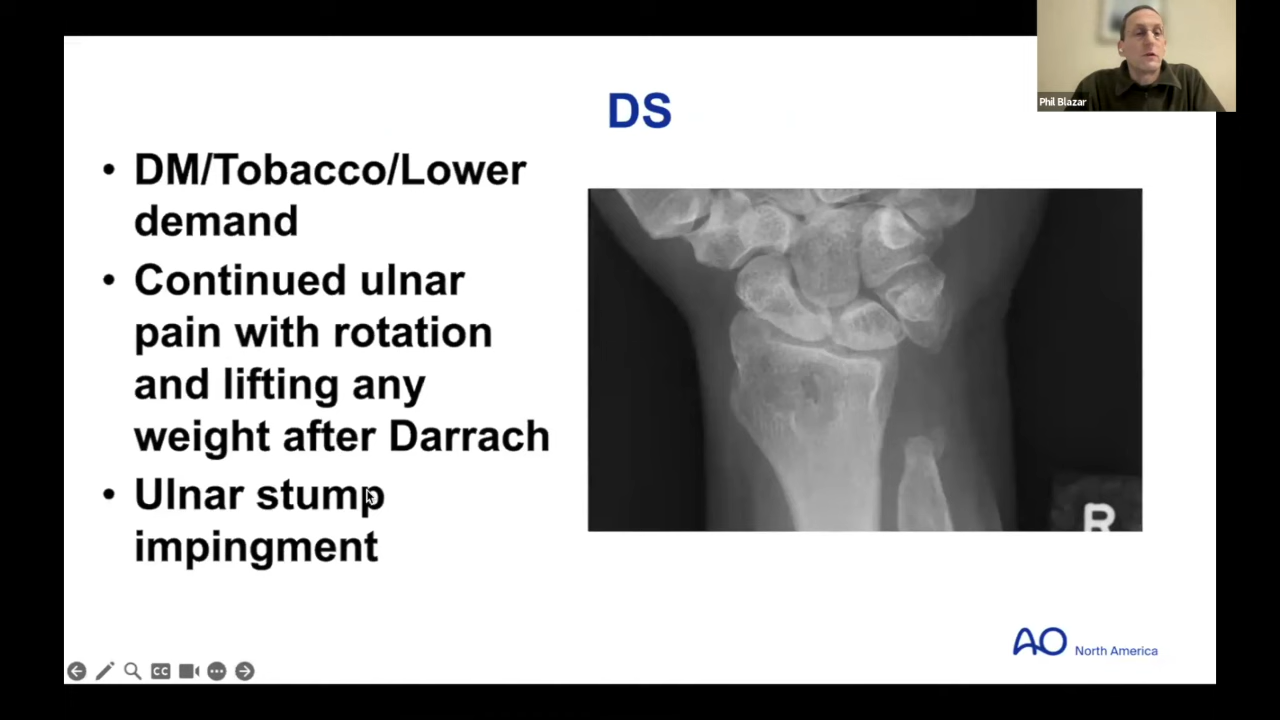 Phil Blazar
DS
• DM/Tobacco/Lower
demand
• Continued ulnar
pain with rotation
and lifting any
weight after Darrach
• Ulnar stump
impingment
R
CC
AO North America